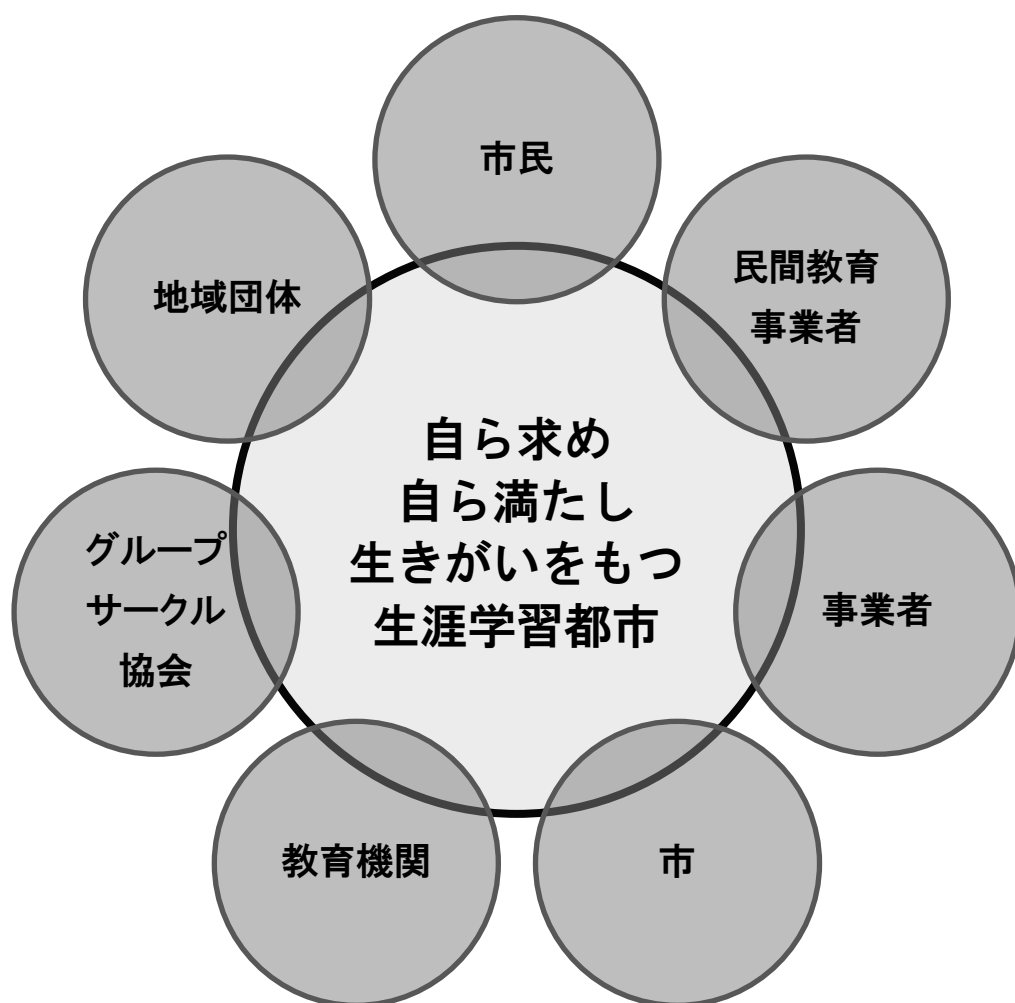 市民
民間教育
事業者
地域団体
自ら求め
自ら満たし
生きがいをもつ
生涯学習都市
グループ
サークル
協会
事業者
教育機関
市